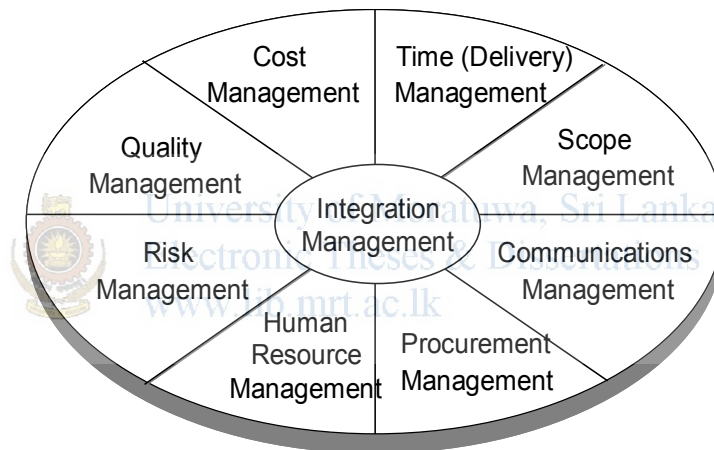 Cost
Management
Time (Delivery)
Management
Quality
Management
Scope
Management
Integration
Management
Risk
Management
Communications
Management
Human
Resource
Management
Procurement
Management
University of Moratuwa, Sri Lanka
Electronic Theses & Dissertations
www.lib.mrt.ac.lk